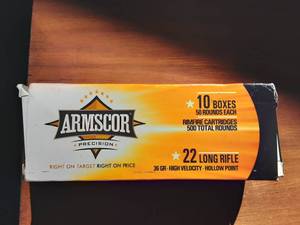 ARMSCOR
PRECISION
RIGHT ON TARGET RIGHT ON PRICE
10 BOXES
50 ROUNDS EACH
RIMFIRE CARTRIDGES
500 TOTAL ROUNDS
22 LONG RIFLE
36 GR • HIGH VELOCITY • HOLLOW POINT